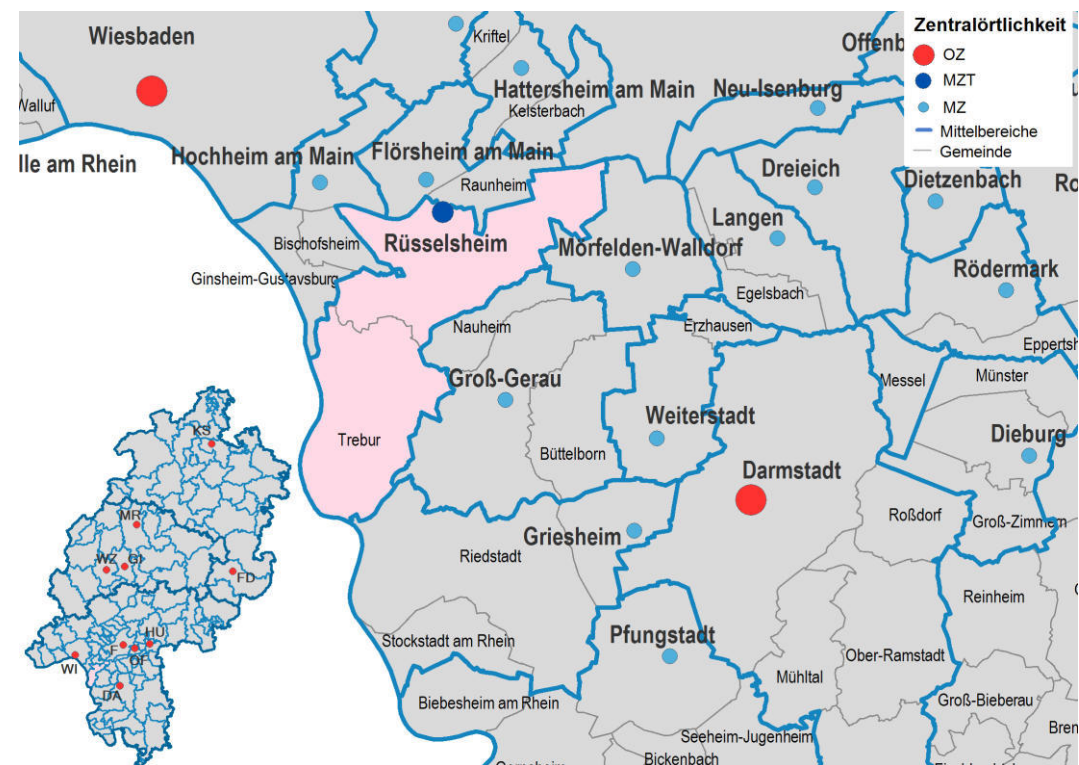 Wiesbaden
Kriftel
Offenb
Zentralörtlichkeit
OZ
MZT
MZ
Mittelbereiche
Gemeinde
Walluf
Hattersheim am Main
Neu-Isenburg
Kelsterbach
lle am Rhein
Hochheim am Main
Flörsheim am Main
Raunheim
Dreieich
Dietzenbach
Ro
Langen
Bischofsheim
Rüsselsheim
Mörfelden-Walldorf
Ginsheim-Gustavsburg
Egelsbach
Rödermark
Nauheim
Erzhausen
Eppertsh
Groß-Gerau
Messel
Münster
Trebur
Weiterstadt
Büttelborn
Dieburg
Darmstadt
Roßdorf
Groß-Zimmern
Griesheim
Riedstadt
Reinheim
Stockstadt am Rhein
Pfungstadt
Ober-Ramstadt
Mühltal
Biebesheim am Rhein
Groß-Bieberau
Seeheim-Jugenheim
Bren
Bickenbach
KS
MR
WZ
GI
FD
HU
F
OF
WI
DA